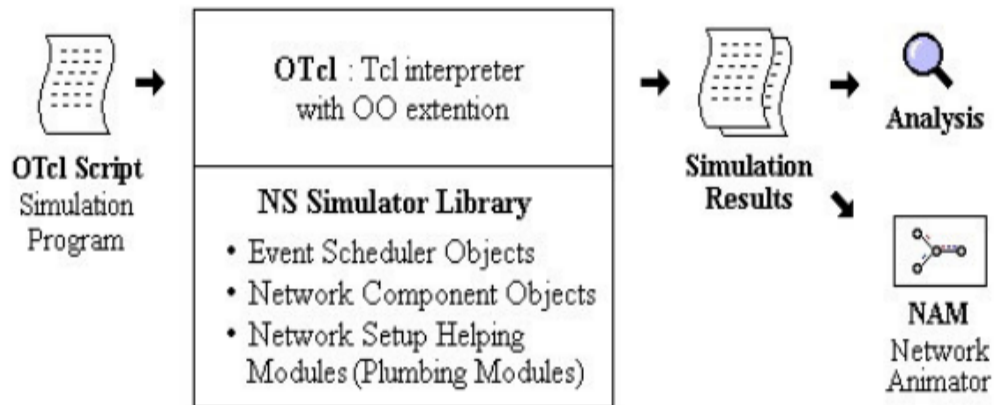 OTcl Script
Simulation
Program
OTcl : Tcl interpreter
with OO extention
NS Simulator Library
• Event Scheduler Objects
• Network Component Objects
• Network Setup Helping
Modules (Plumbing Modules)
Simulation
Results
Analysis
NAM
Network
Animator